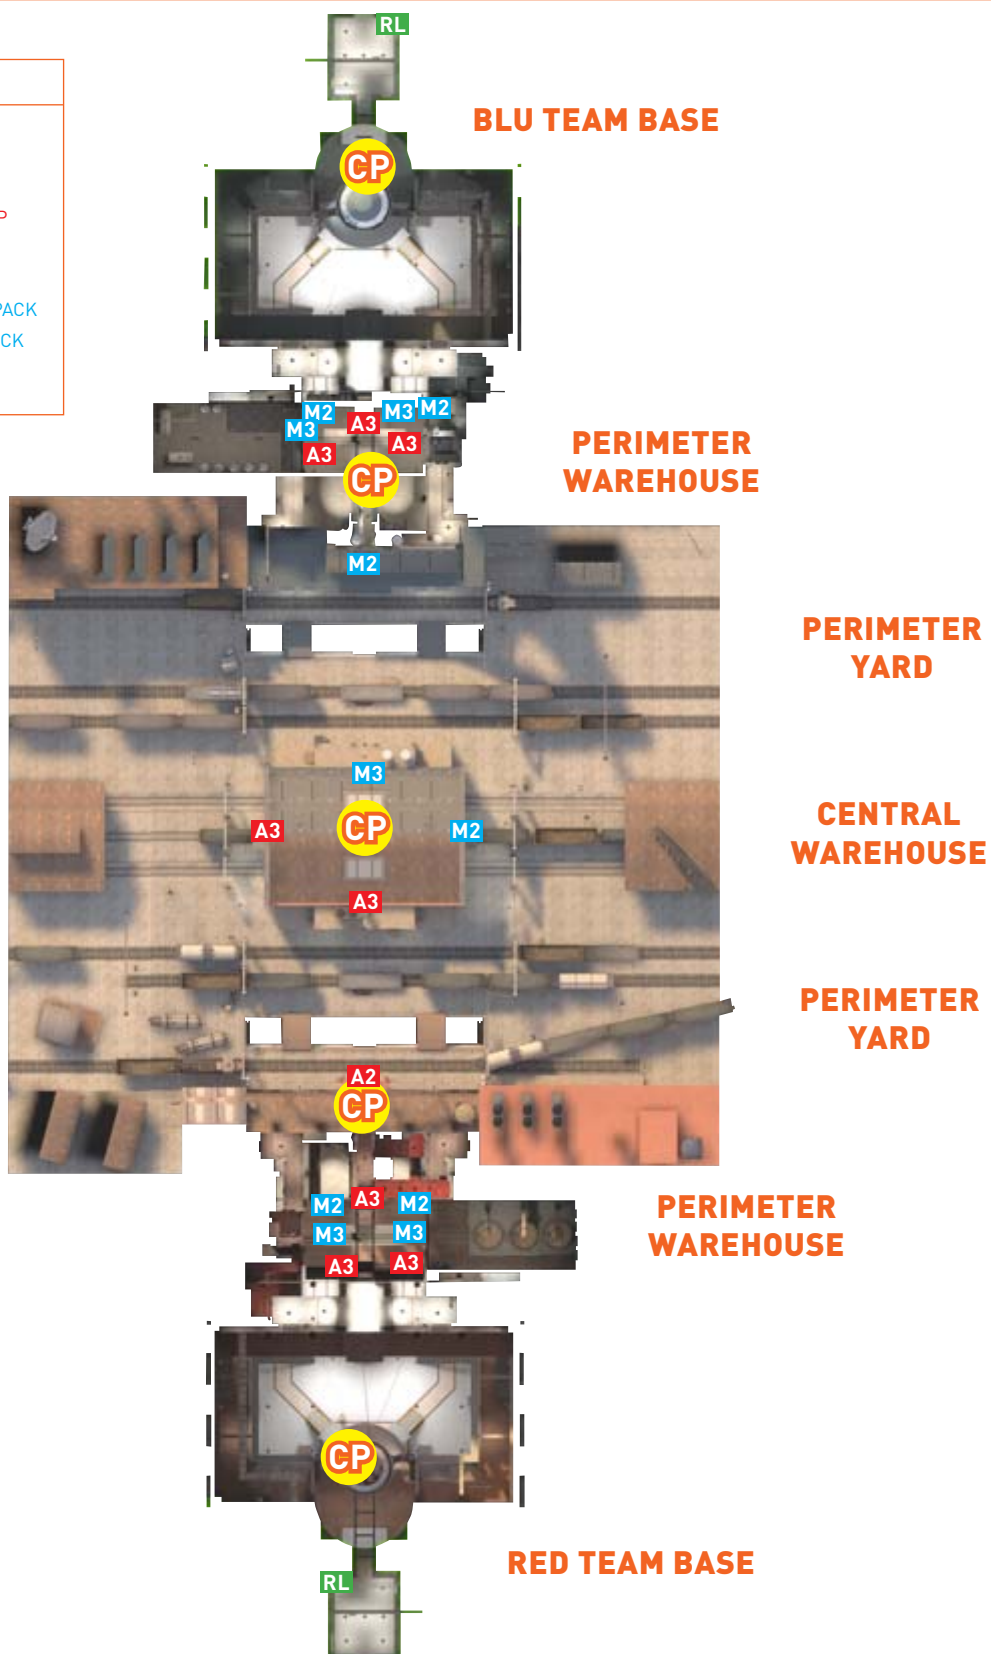 RL
BLU TEAM BASE
CP
P
PACK
CK
M2
M3
M2
A3
M3
A3
A3
PERIMETER
WAREHOUSE
CP
M2
PERIMETER
YARD
M3
A3
CP
M2
CENTRAL
WAREHOUSE
A3
PERIMETER
YARD
A2
CP
M2
A3
M2
PERIMETER
WAREHOUSE
M3
M3
A3
A3
CP
RED TEAM BASE
RL